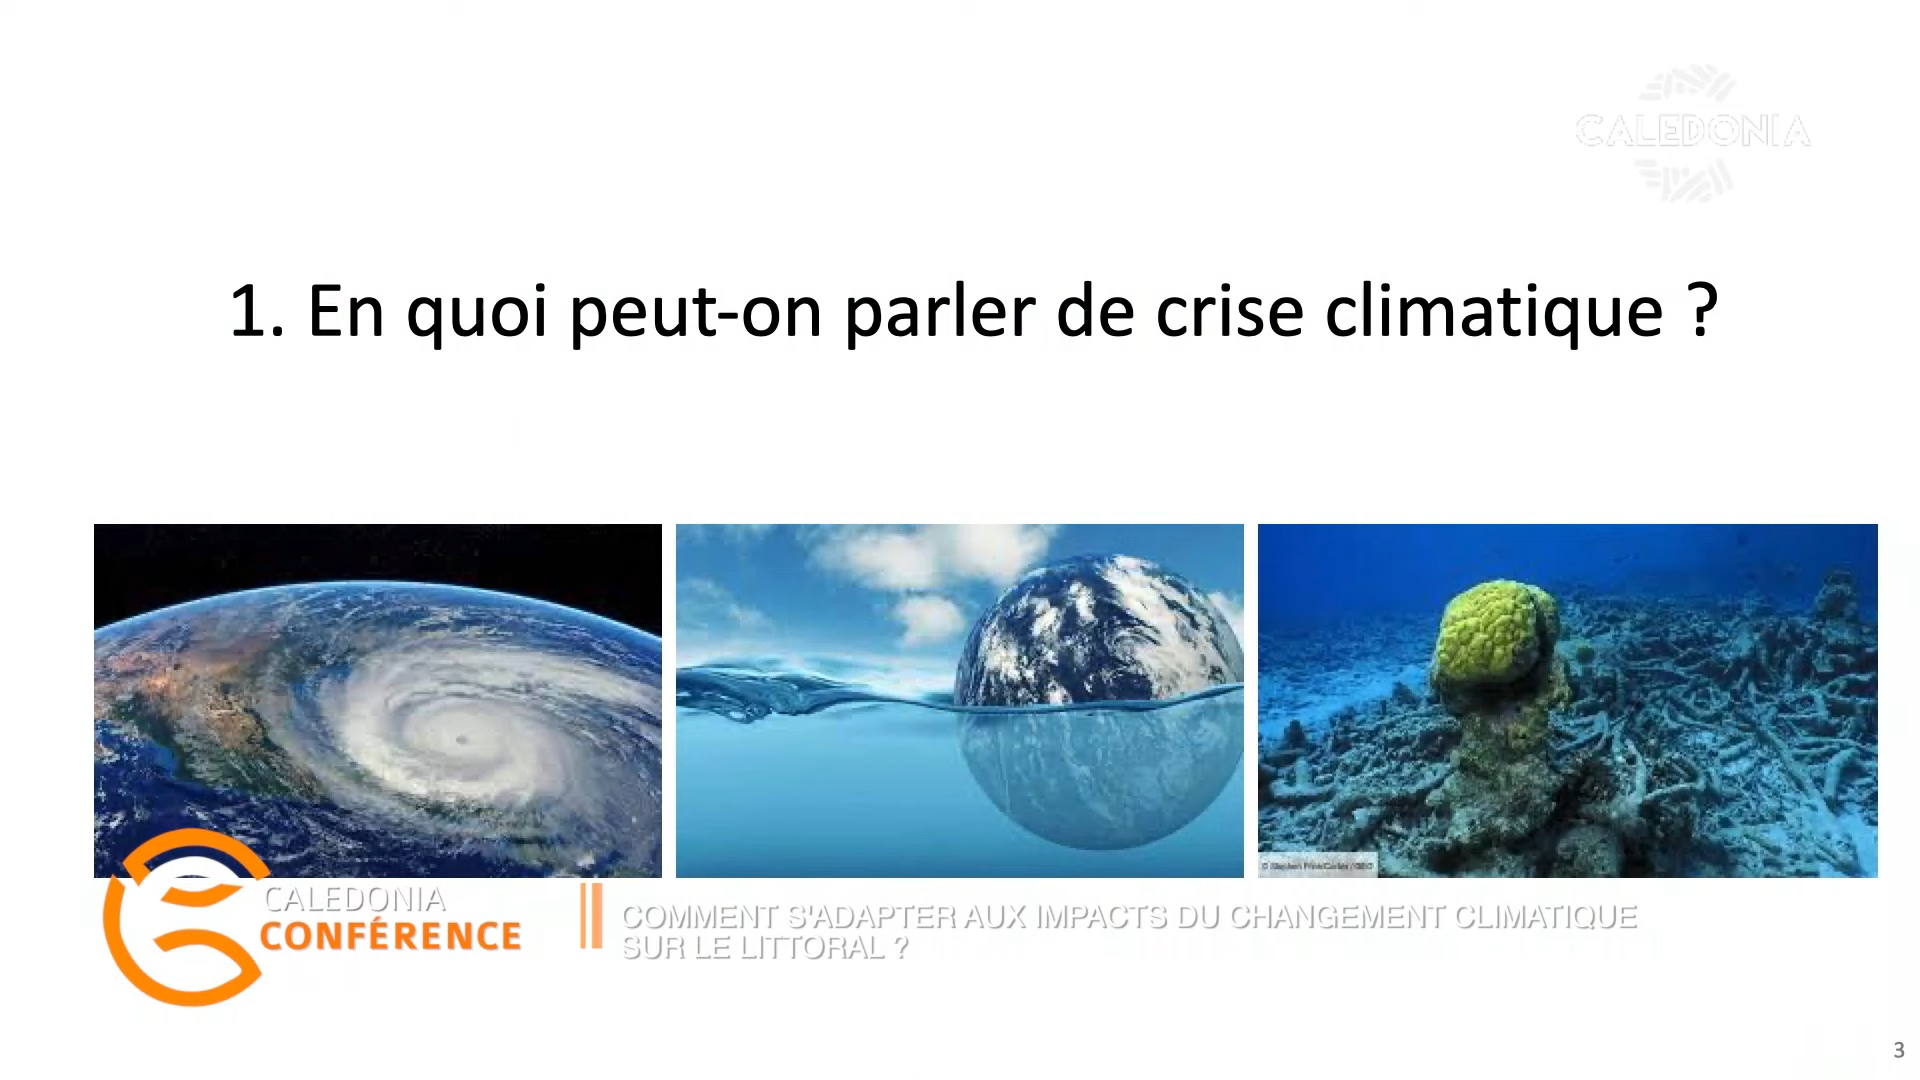 CALEDONIA
1. En quoi peut-on parler de crise climatique ?
CALEDONIA
CONFÉRENCE
COMMENT S'ADAPTER AUX IMPACTS DU CHANGEMENT CLIMATIQUE
SUR LE LITTORAL ?
3